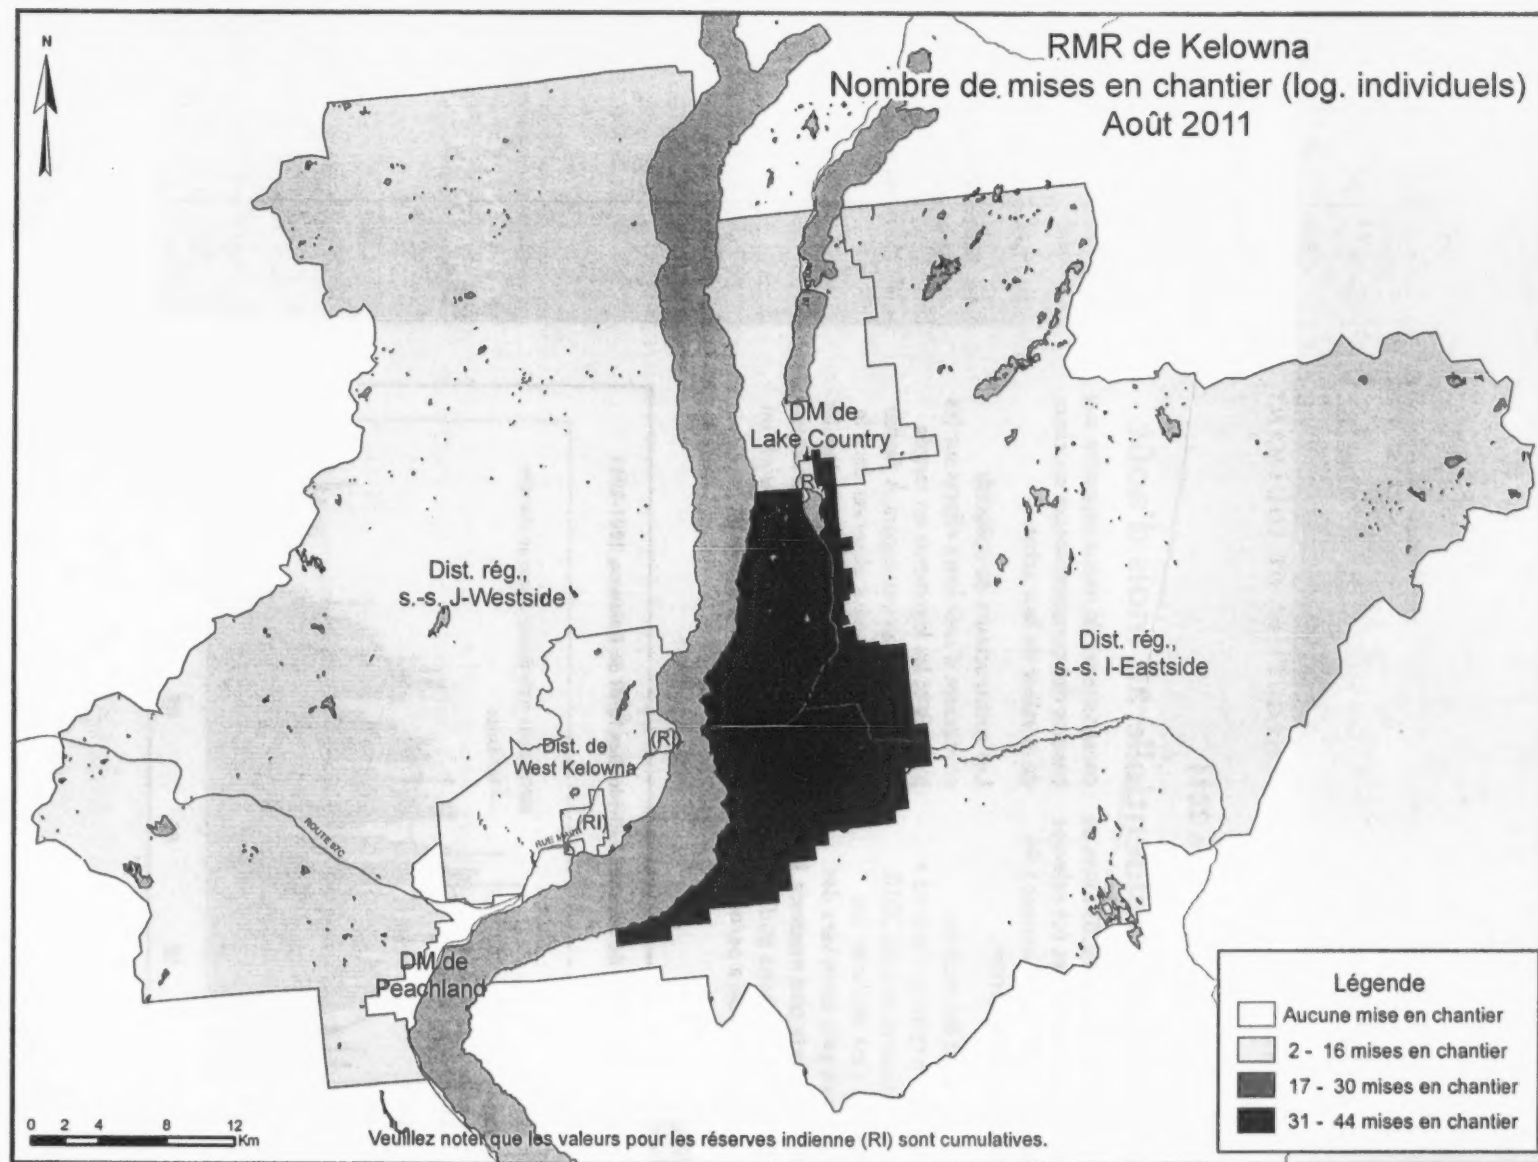 N
RMR de Kelowna
Nombre de mises en chantier (log. individuels)
Août 2011
DM de
Lake Country
Dist. rég.,
s.-s. J-Westside
Dist. rég.,
s.-s. I-Eastside
(RI)
Dist. de
West Kelowna
(RI)
ROUTE 97C
DM de
Peachland
Légende
Aucune mise en chantier
2 - 16 mises en chantier
17 - 30 mises en chantier
31 - 44 mises en chantier
0 2 4 8 12
Km
Veuillez noter que les valeurs pour les réserves indienne (RI) sont cumulatives.